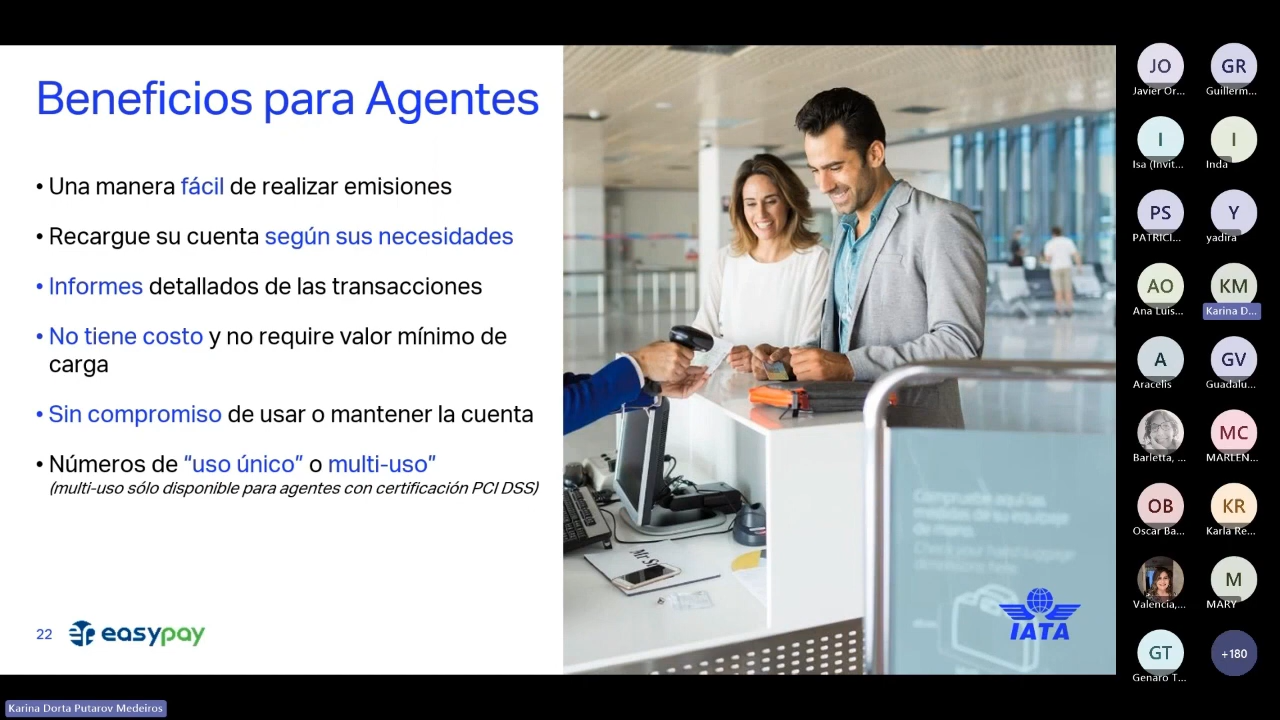 Beneficios para Agentes
• Una manera fácil de realizar emisiones
• Recargue su cuenta según sus necesidades
• Informes detallados de las transacciones
• No tiene costo y no require valor mínimo de
carga
• Sin compromiso de usar o mantener la cuenta
• Números de “uso único” o multi-uso”
(multi-uso sólo disponible para agentes con certificación PCI DSS)
22
easypay
IATA
JO
Javier Or...
GR
Guillerm...
I
Isa (Invit...
I
Inda
PS
PATRICI...
Y
yadira
AO
Ana Luis...
KM
Karina D...
A
Aracelis
GV
Guadalu...
Barletta, ...
MC
MARLEN...
OB
Oscar Ba...
KR
Karla Re...
Valencia,...
M
MARY
GT
Genaro T...
+180
Karina Dorta Putarov Medeiros